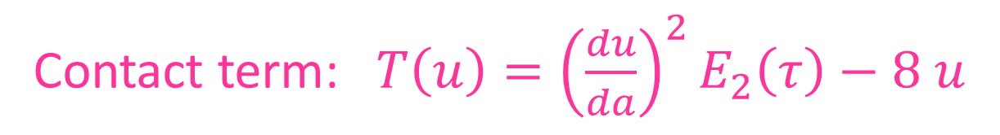 Contact term: T(u) = (du/da)² E₂(τ) − 8 u